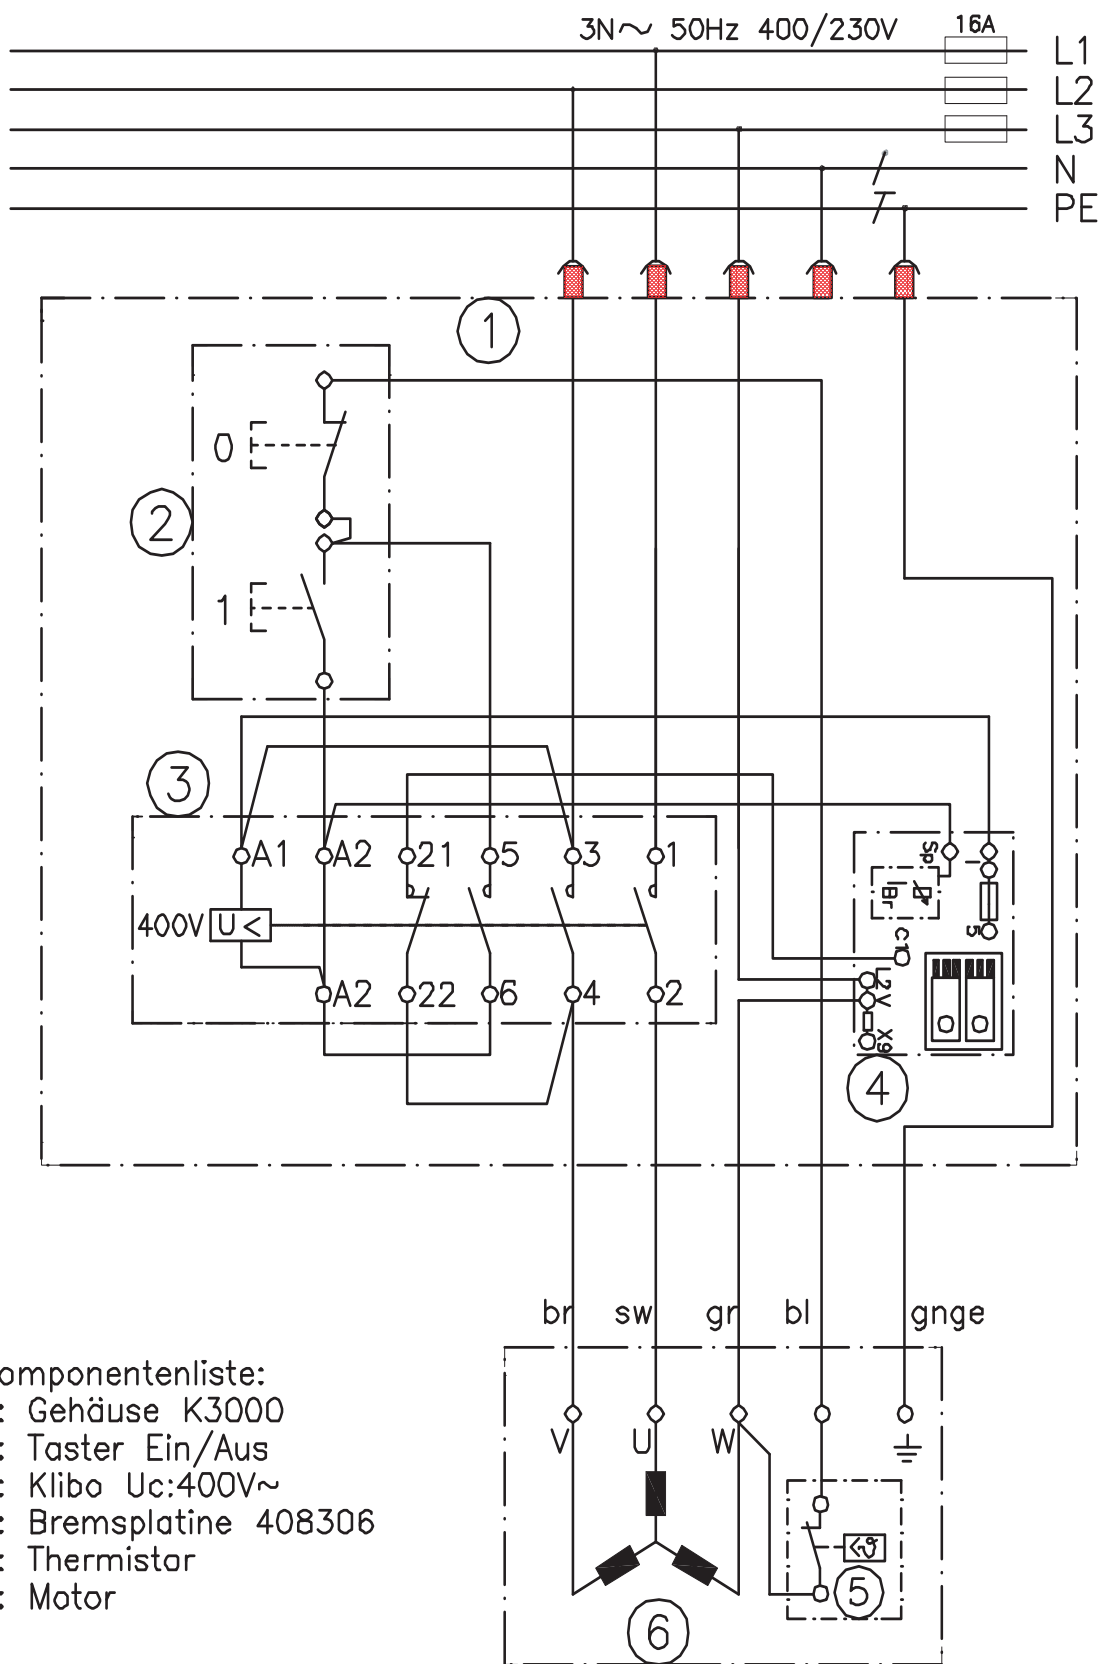 3N～ 50Hz 400/230V
16A
L1
L2
L3
N
PE
1
0
2
1
3
A1 A2 21 5 3 1
400V U<
A2 22 6 4 2
Sp
1
Br
5
C1
L2
V
X9
4
br sw gr bl gnge
V U W
<ϑ
5
6
omponentenliste:
: Gehäuse K3000
: Taster Ein/Aus
: Klibo Uc:400V~
: Bremsplatine 408306
: Thermistor
: Motor